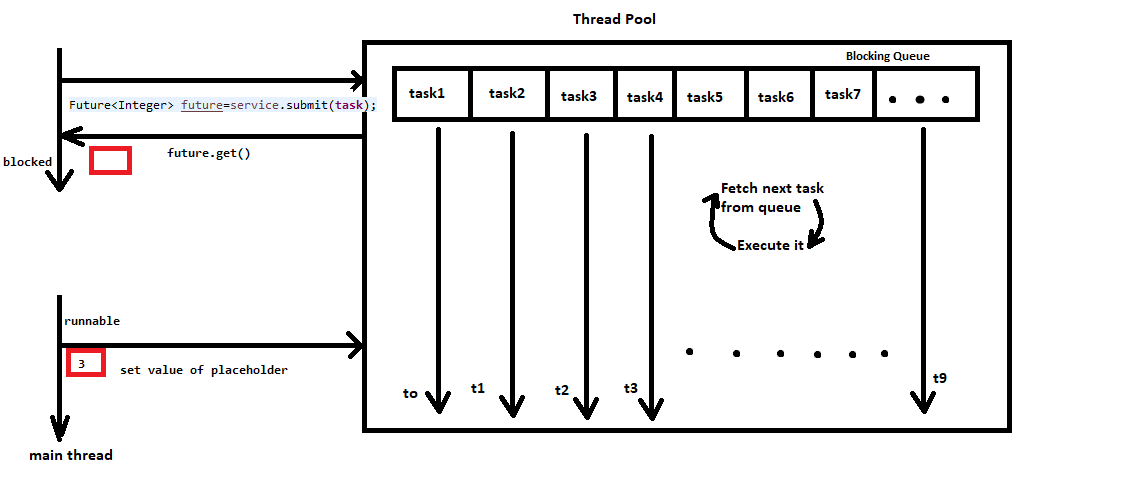 Thread Pool
Blocking Queue
task1 task2 task3 task4 task5 task6 task7
Future<Integer> future=service.submit(task);
future.get()
blocked
Fetch next task
from queue
Execute it
runnable
3
set value of placeholder
to t1 t2 t3 t9
main thread